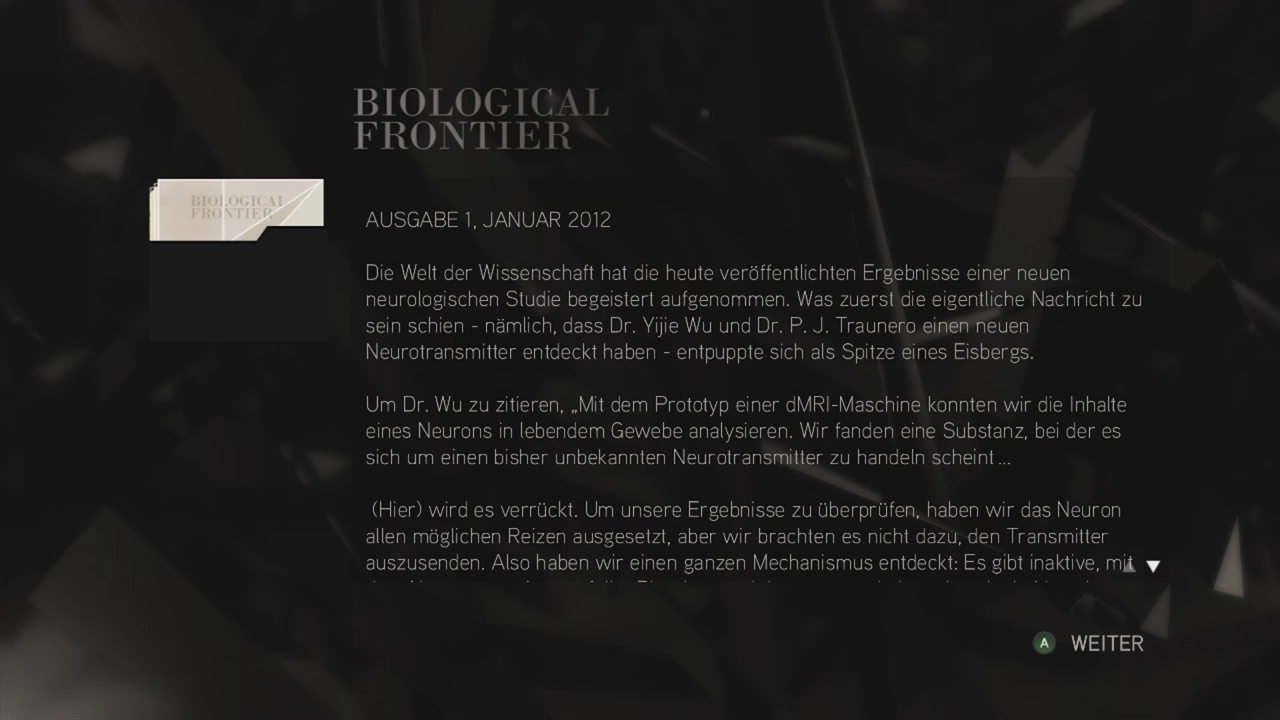 BIOLOGICAL
FRONTIER
BIOLOGICAL
FRONTIER
AUSGABE 1, JANUAR 2012
Die Welt der Wissenschaft hat die heute veröffentlichten Ergebnisse einer neuen
neurologischen Studie begeistert aufgenommen. Was zuerst die eigentliche Nachricht zu
sein schien - nämlich, dass Dr. Yijie Wu und Dr. P. J. Traunero einen neuen
Neurotransmitter entdeckt haben - entpuppte sich als Spitze eines Eisbergs.
Um Dr. Wu zu zitieren, „Mit dem Prototyp einer dMRI-Maschine konnten wir die Inhalte
eines Neurons in lebendem Gewebe analysieren. Wir fanden eine Substanz, bei der es
sich um einen bisher unbekannten Neurotransmitter zu handeln scheint ...
(Hier) wird es verrückt. Um unsere Ergebnisse zu überprüfen, haben wir das Neuron
allen möglichen Reizen ausgesetzt, aber wir brachten es nicht dazu, den Transmitter
auszusenden. Also haben wir einen ganzen Mechanismus entdeckt: Es gibt inaktive, mit
A WEITER